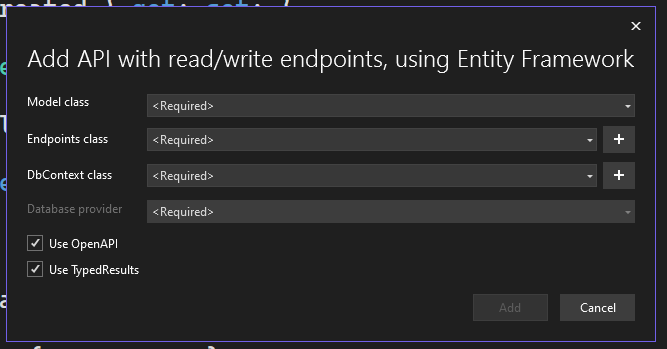 Add API with read/write endpoints, using Entity Framework
Model class
<Required>
Endpoints class
<Required>
DbContext class
<Required>
Database provider
<Required>
Use OpenAPI
Use TypedResults
Add
Cancel